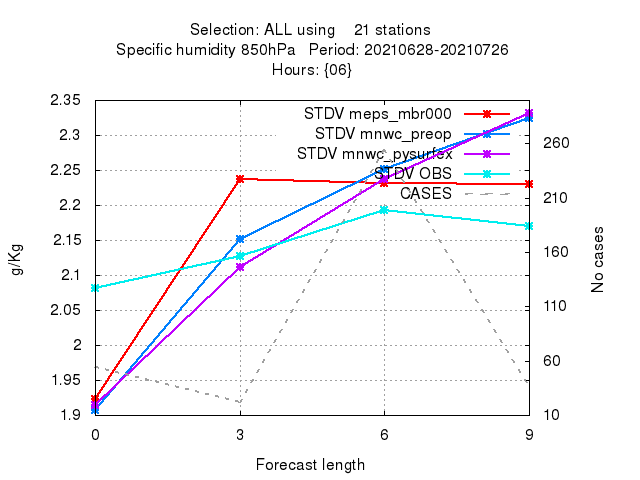 Selection: ALL using    21 stations
Specific humidity 850hPa   Period: 20210628-20210726
Hours: {06}
2.35
2.3
2.25
2.2
2.15
2.1
2.05
2
1.95
1.9
g/Kg
STDV meps_mbr000
STDV mnwc_preop
STDV mnwc_pysurfex
STDV OBS
CASES
260
210
160
110
60
10
No cases
0 3 6 9
Forecast length